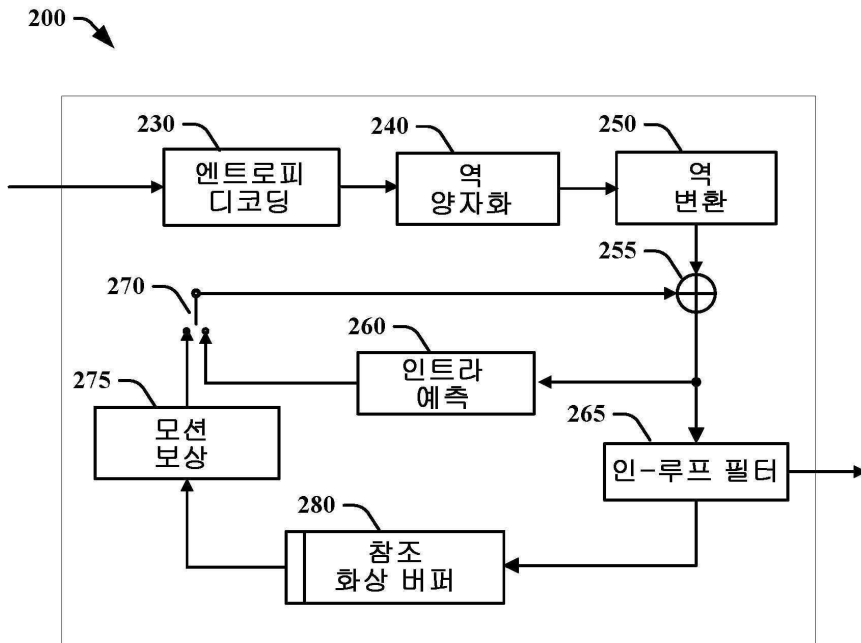 200
230
엔트로피
디코딩
240
역
양자화
250
역
변환
255
270
260
인트라
예측
275
모션
보상
265
인-루프 필터
280
참조
화상 버퍼